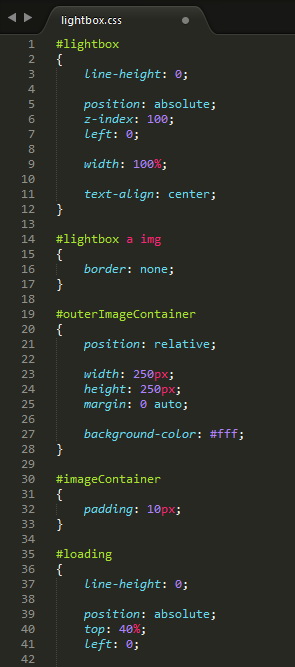 lightbox.css
1 #lightbox
2 {
3     line-height: 0;
4
5     position: absolute;
6     z-index: 100;
7     left: 0;
8
9     width: 100%;
10
11     text-align: center;
12 }
13
14 #lightbox a img
15 {
16     border: none;
17 }
18
19 #outerImageContainer
20 {
21     position: relative;
22
23     width: 250px;
24     height: 250px;
25     margin: 0 auto;
26
27     background-color: #fff;
28 }
29
30 #imageContainer
31 {
32     padding: 10px;
33 }
34
35 #loading
36 {
37     line-height: 0;
38
39     position: absolute;
40     top: 40%;
41     left: 0;
42